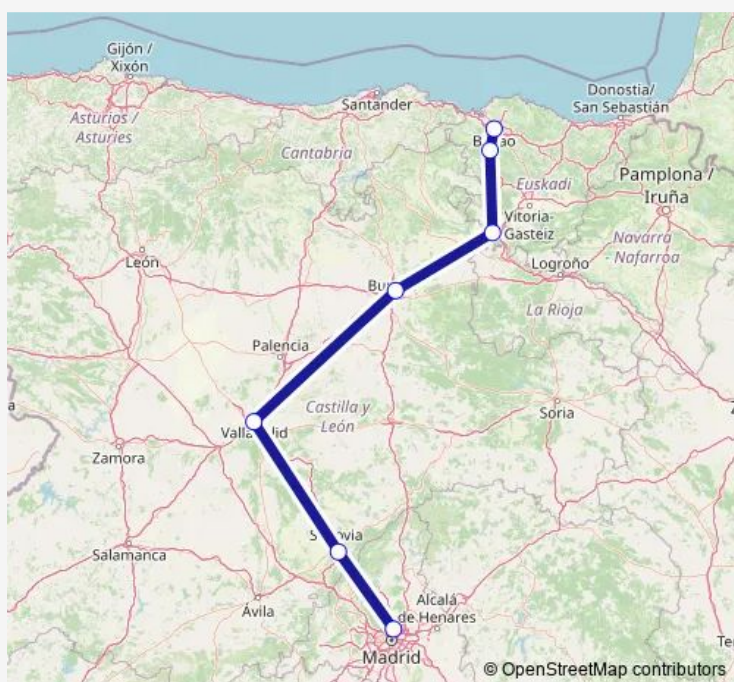 Gijón /
Xixón
Santander
Donostia/
San Sebastián
Asturias /
Asturies
Cantabria
Euskadi
Pamplona /
Iruña
Vitoria-
Gasteiz
Navarra
Nafarroa
León
Logroño
La Rioja
Palencia
Castilla y
León
Soria
Zamora
Salamanca
Ávila
Alcalá
de Henares
Madrid
© OpenStreetMap contributors